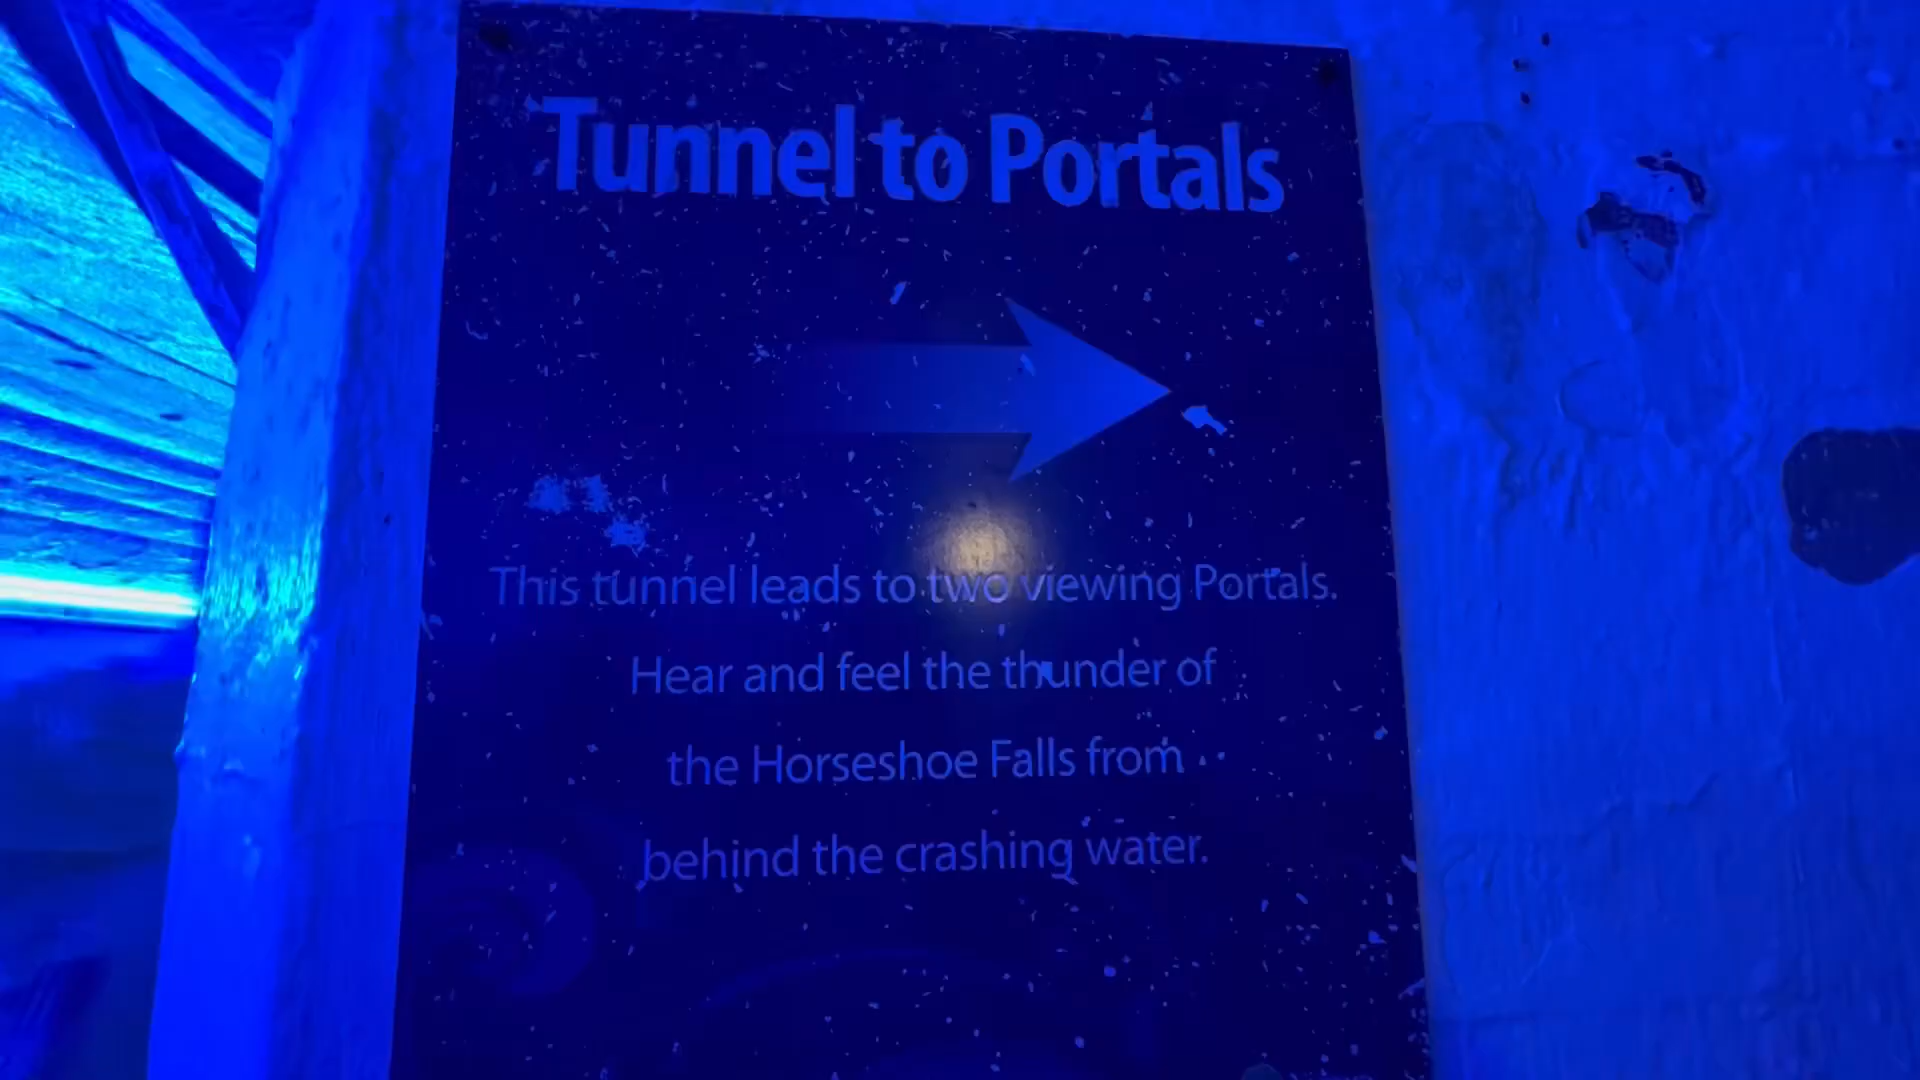 Tunnel to Portals
This tunnel leads to two viewing Portals.
Hear and feel the thunder of
the Horseshoe Falls from
behind the crashing water.